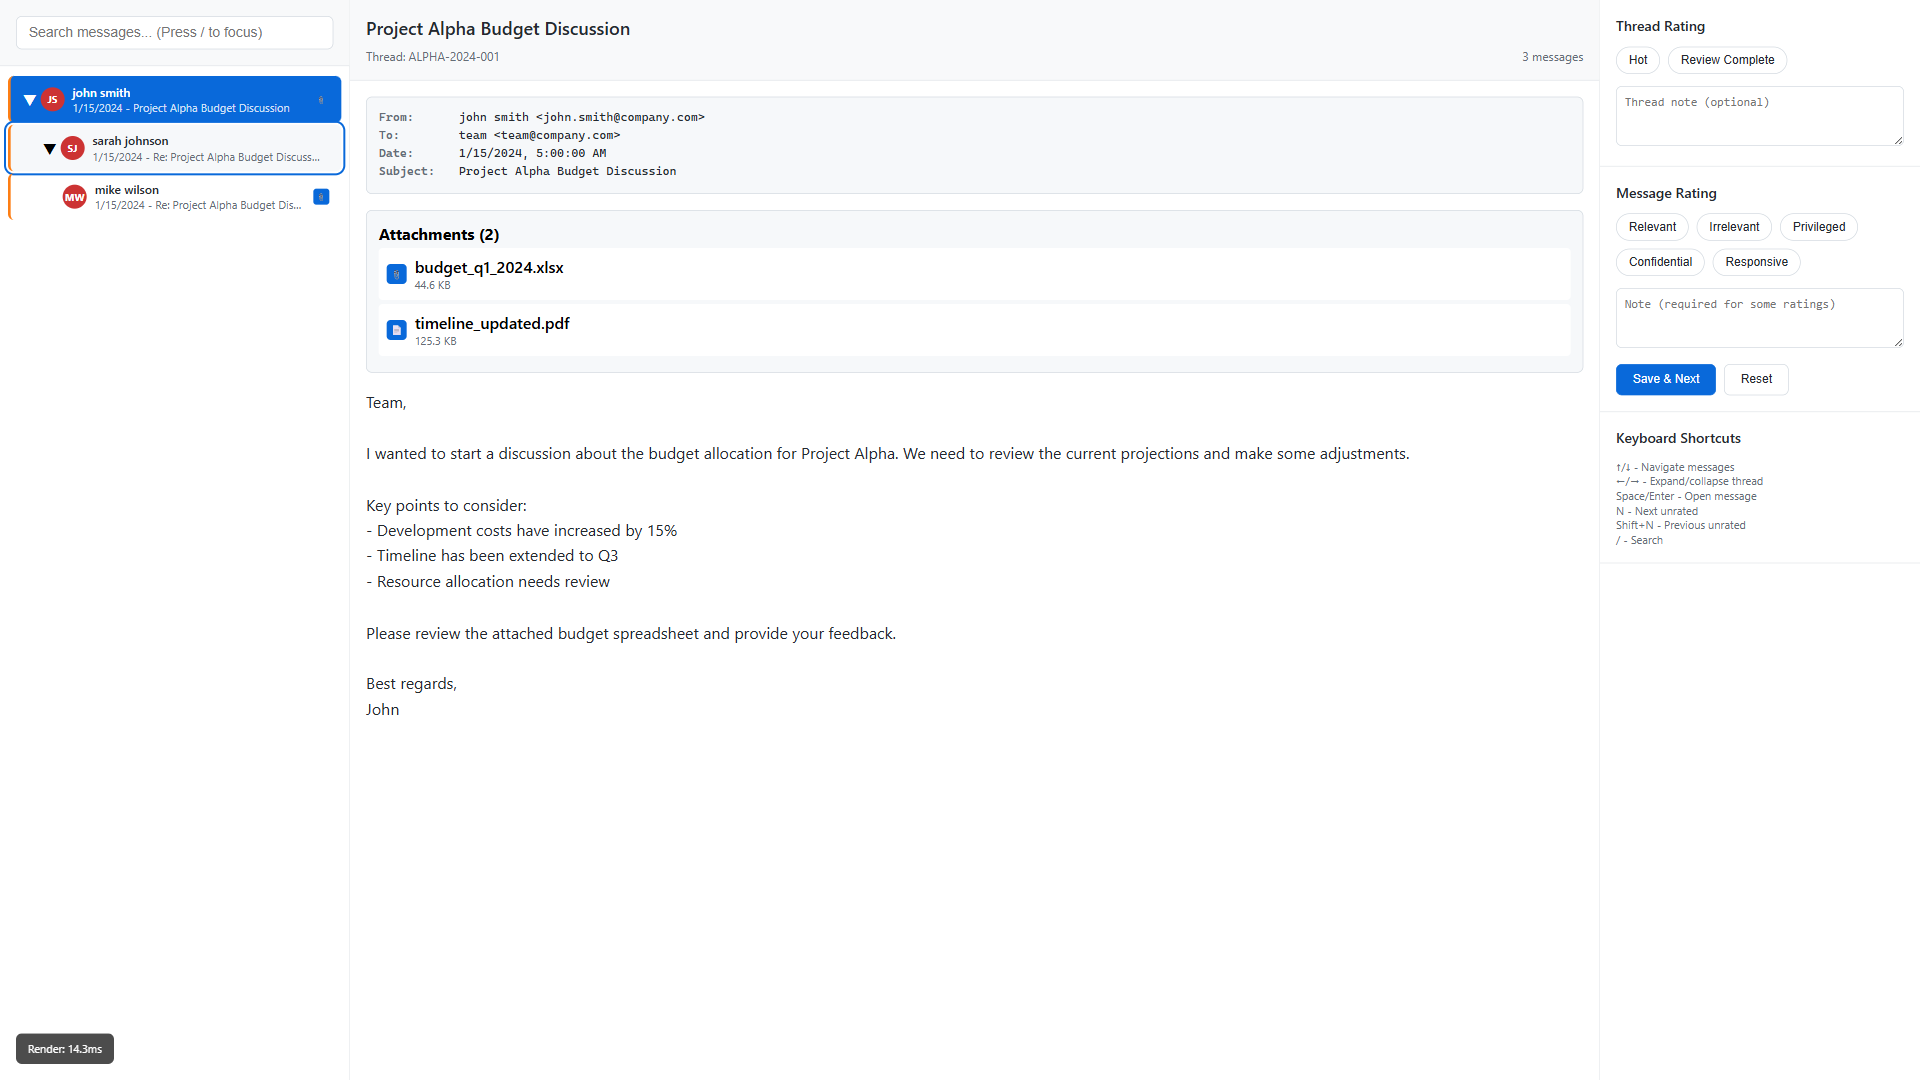 Search messages... (Press / to focus)
JS
john smith
1/15/2024 - Project Alpha Budget Discussion
SJ
sarah johnson
1/15/2024 - Re: Project Alpha Budget Discuss...
MW
mike wilson
1/15/2024 - Re: Project Alpha Budget Dis...
Render: 14.3ms
Project Alpha Budget Discussion
Thread: ALPHA-2024-001
3 messages
From: john smith <john.smith@company.com>
To: team <team@company.com>
Date: 1/15/2024, 5:00:00 AM
Subject: Project Alpha Budget Discussion
Attachments (2)
budget_q1_2024.xlsx
44.6 KB
timeline_updated.pdf
125.3 KB
Team,
I wanted to start a discussion about the budget allocation for Project Alpha. We need to review the current projections and make some adjustments.
Key points to consider:
- Development costs have increased by 15%
- Timeline has been extended to Q3
- Resource allocation needs review
Please review the attached budget spreadsheet and provide your feedback.
Best regards,
John
Thread Rating
Hot
Review Complete
Thread note (optional)
Message Rating
Relevant
Irrelevant
Privileged
Confidential
Responsive
Note (required for some ratings)
Save & Next
Reset
Keyboard Shortcuts
↑/↓ - Navigate messages
←/→ - Expand/collapse thread
Space/Enter - Open message
N - Next unrated
Shift+N - Previous unrated
/ - Search